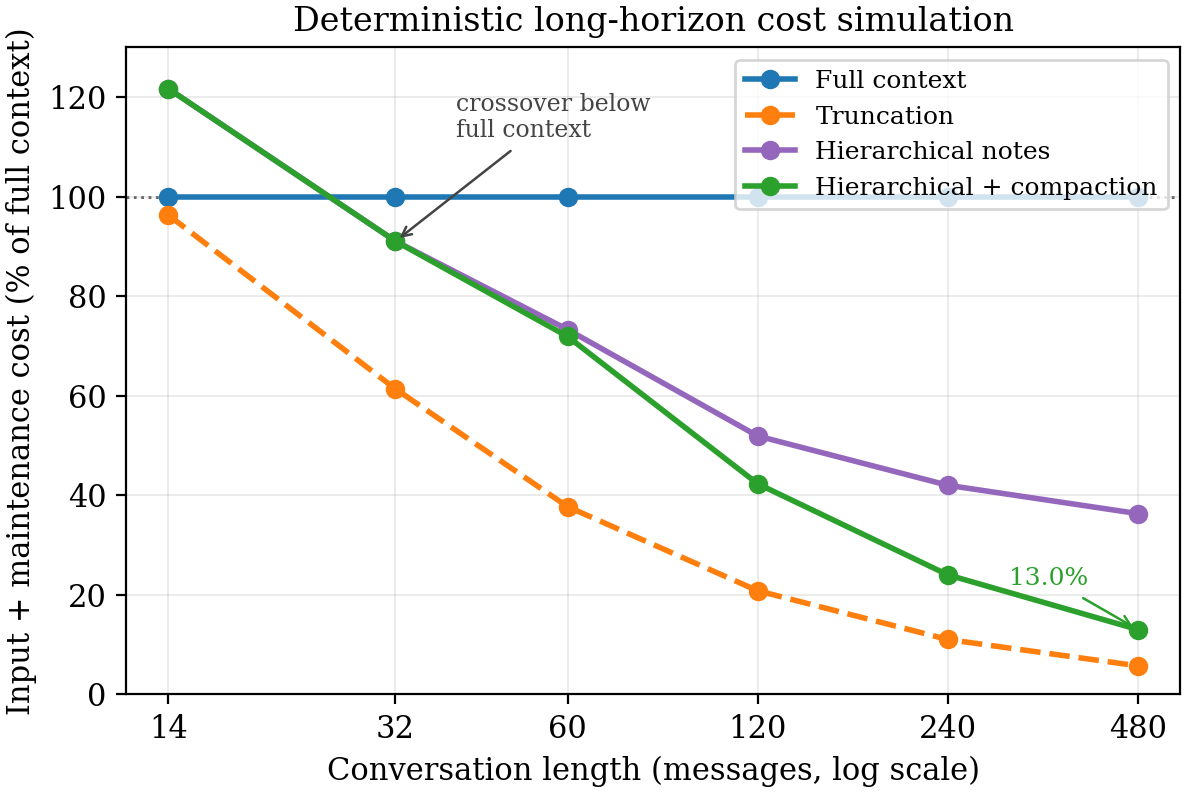 Deterministic long-horizon cost simulation
Input + maintenance cost (% of full context)
120
100
80
60
40
20
0
crossover below
full context
Full context
Truncation
Hierarchical notes
Hierarchical + compaction
13.0%
14
32
60
120
240
480
Conversation length (messages, log scale)